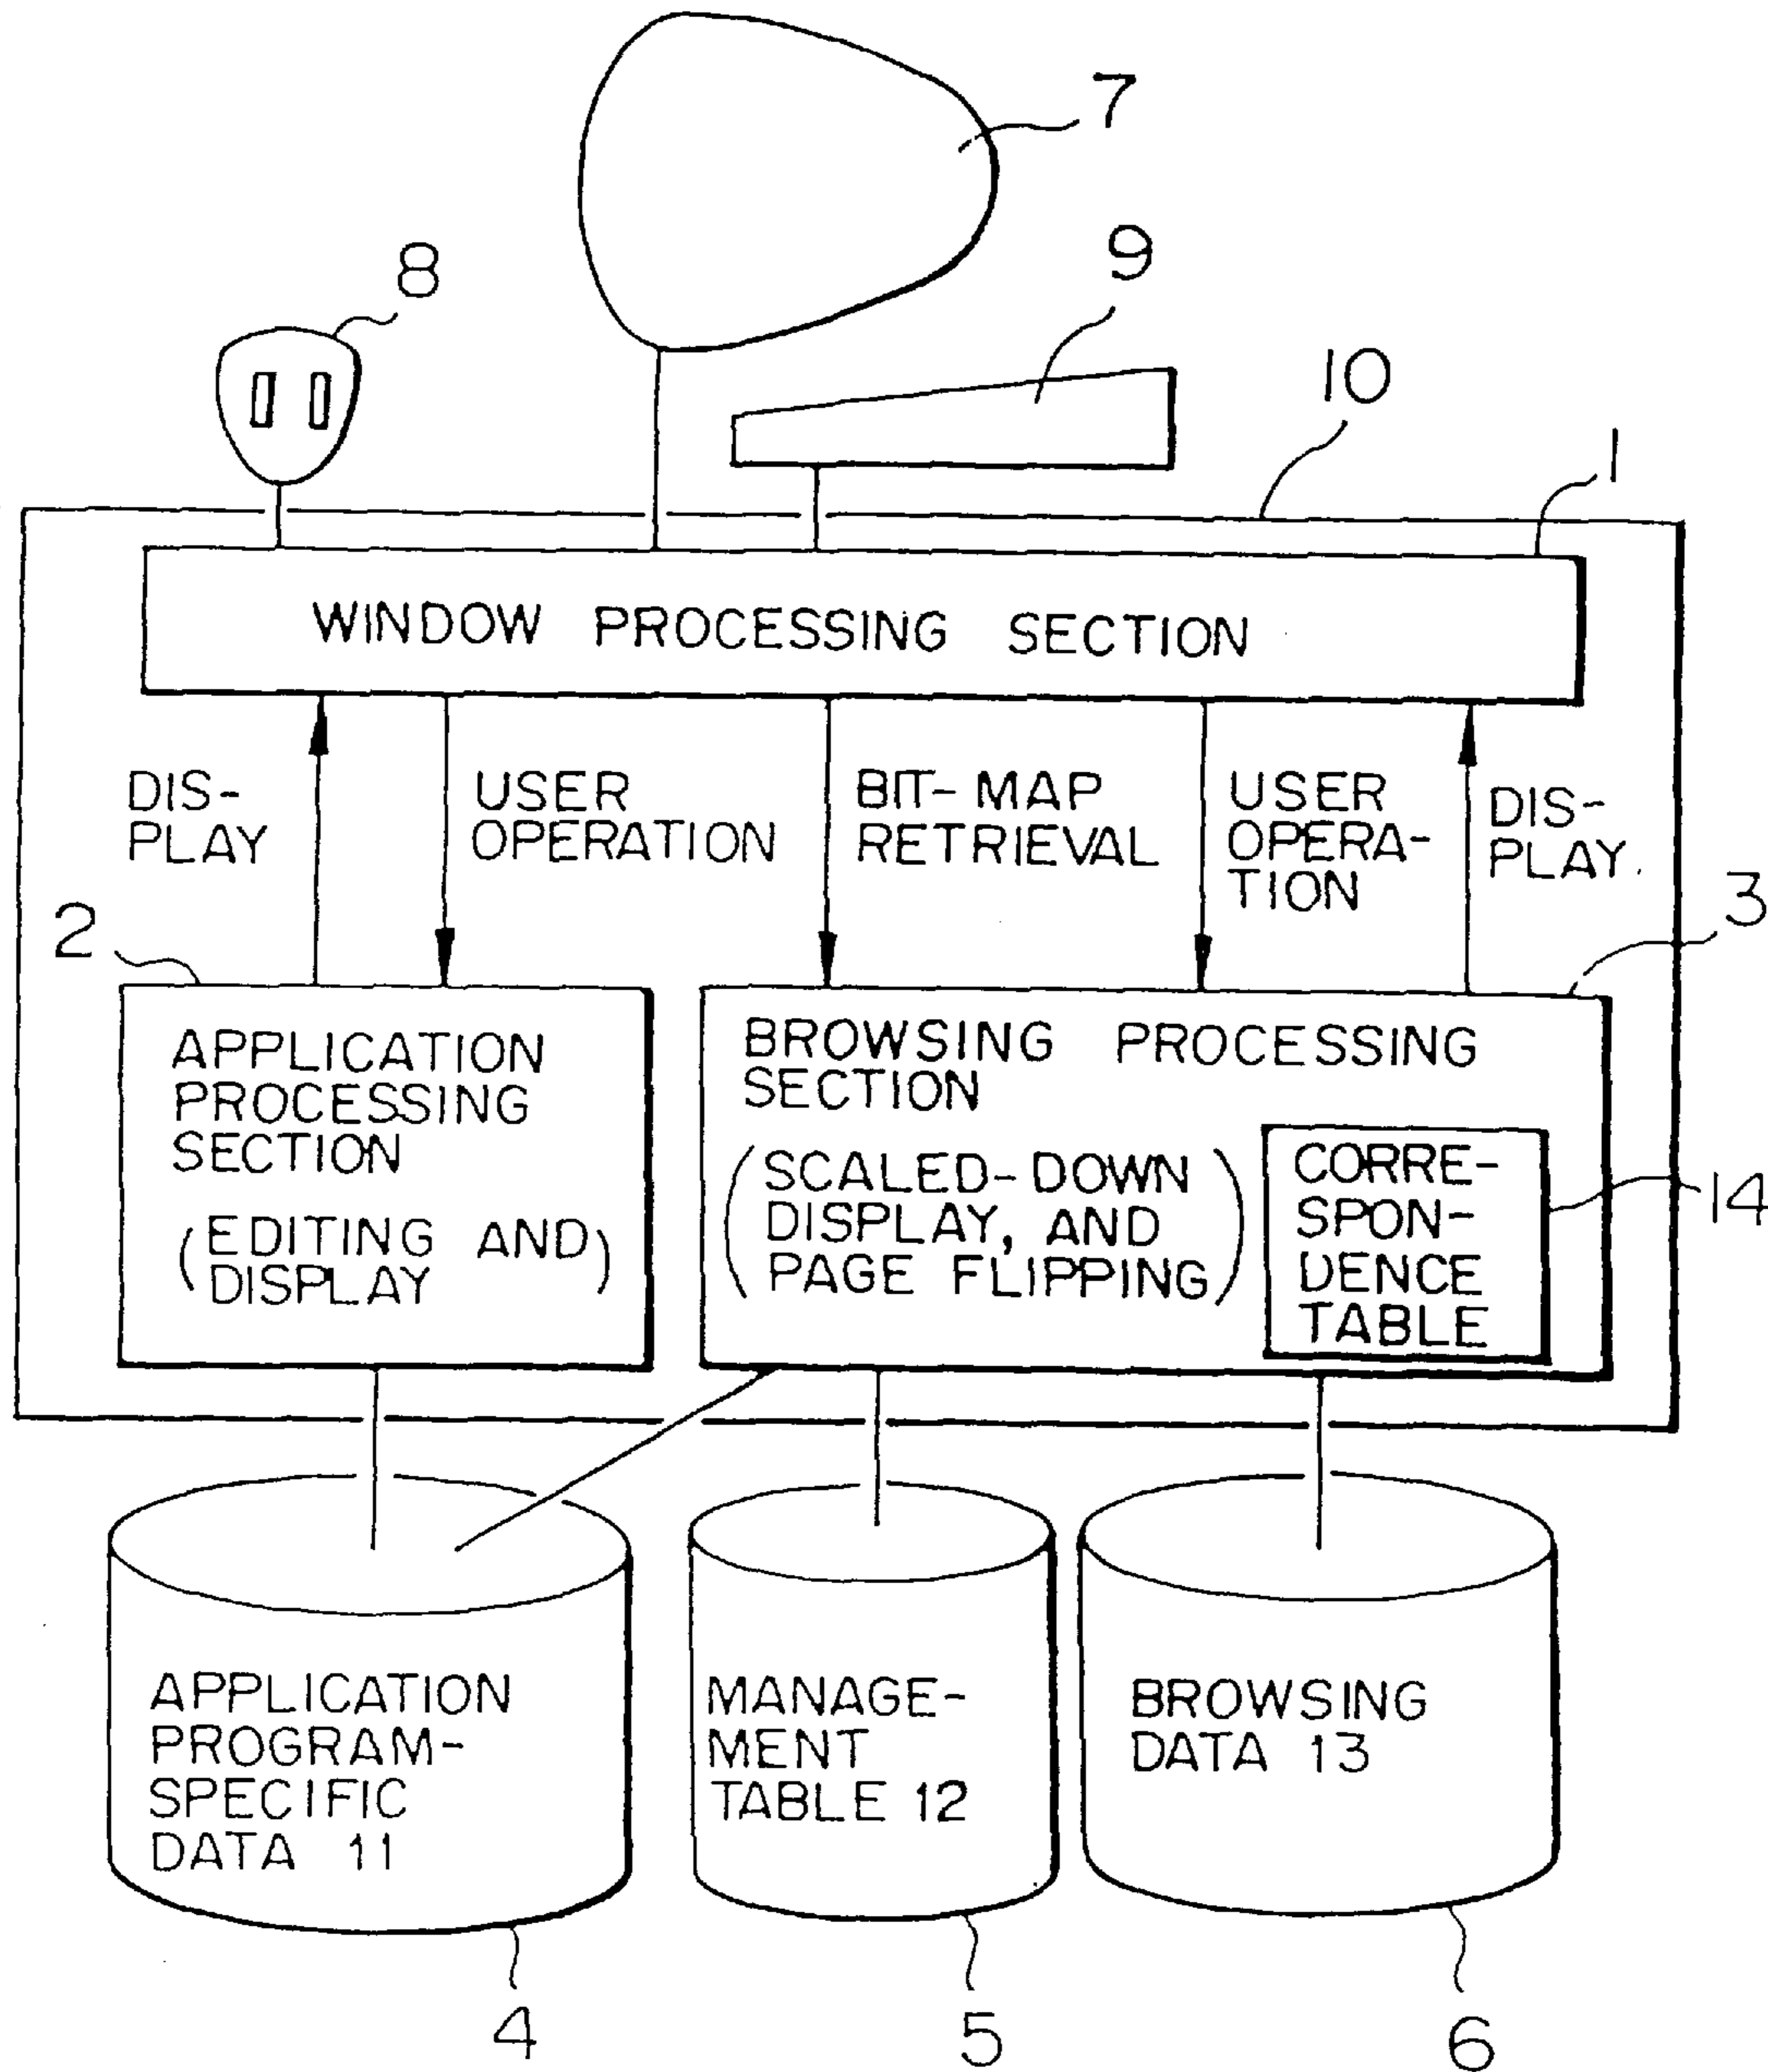 7
8
9
10
1
WINDOW PROCESSING SECTION
DIS-
PLAY
USER
OPERATION
BIT-MAP
RETRIEVAL
USER
OPERA-
TION
DIS-
PLAY
2
3
APPLICATION
PROCESSING
SECTION
(EDITING AND)
DISPLAY
BROWSING PROCESSING
SECTION
(SCALED-DOWN
DISPLAY, AND
PAGE FLIPPING)
CORRE-
SPON-
DENCE
TABLE
14
APPLICATION
PROGRAM-
SPECIFIC
DATA 11
MANAGE-
MENT
TABLE 12
BROWSING
DATA 13
4
5
6